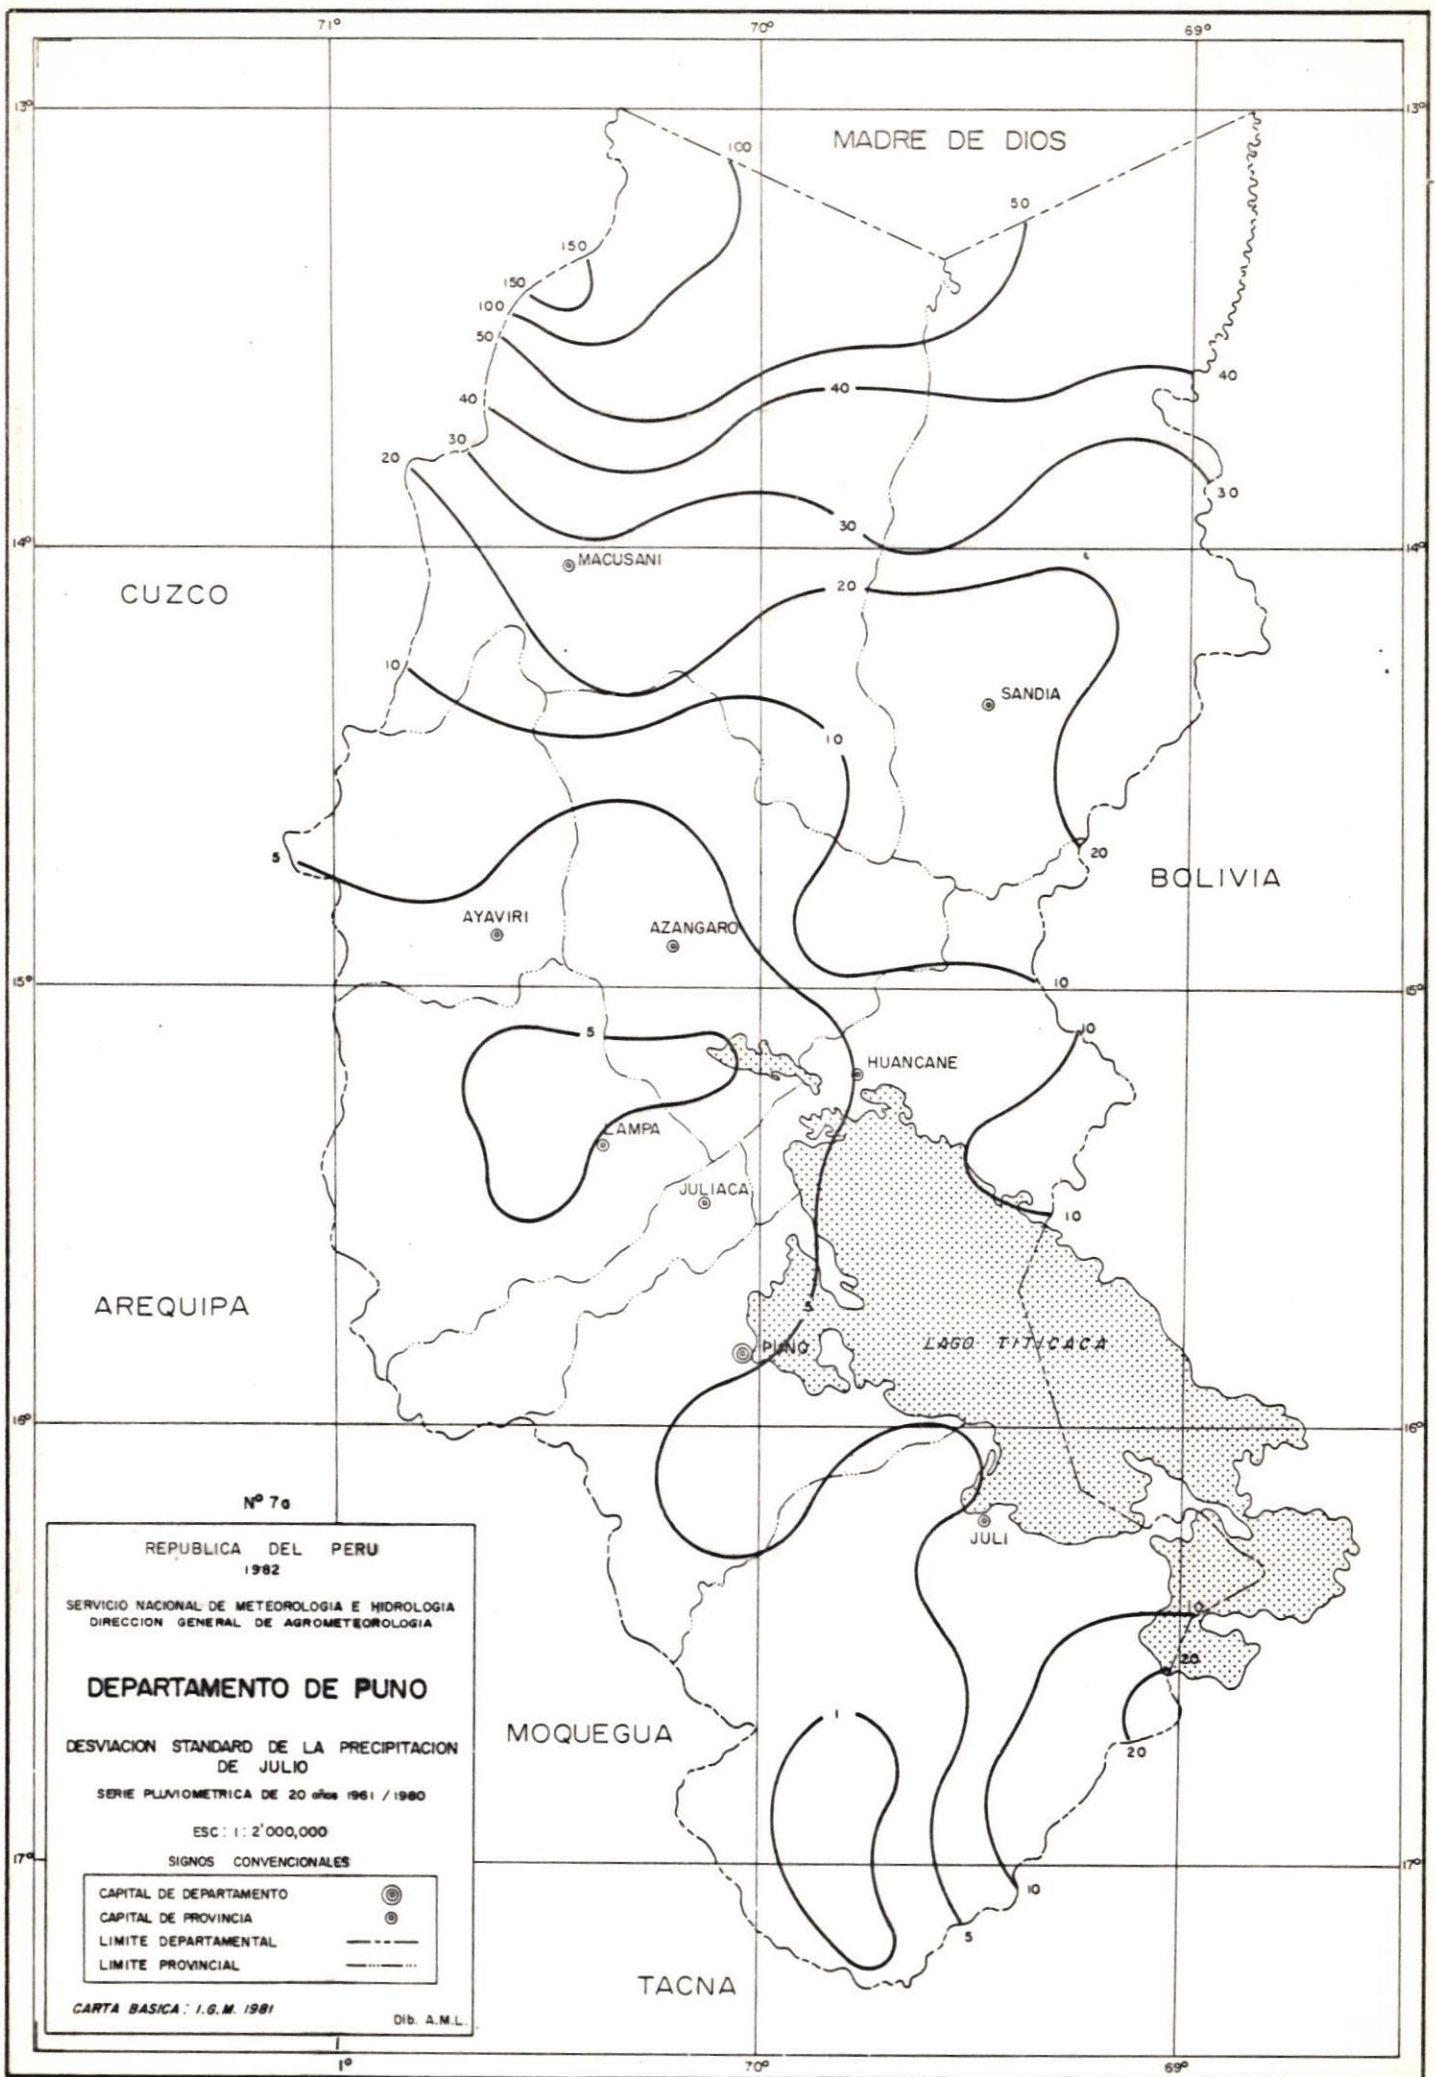 71° 70° 69°
13° 13°
MADRE DE DIOS
100
50
150
150
100
50
40 40 40
30
20 30
30
14° 14°
MACUSANI
CUZCO
20
10
SANDIA
10
20
5
BOLIVIA
AYAVIRI
AZANGARO
15° 15°
10
10
5
HUANCANE
LAMPA
JULIACA
10
AREQUIPA
5
PUNO
LAGO TITICACA
16° 16°
JULI
10
20
MOQUEGUA
1
20
17° 17°
10
5
TACNA
1° 70° 69°
N° 7a
REPUBLICA DEL PERU
1982
SERVICIO NACIONAL DE METEOROLOGIA E HIDROLOGIA
DIRECCION GENERAL DE AGROMETEOROLOGIA
DEPARTAMENTO DE PUNO
DESVIACION STANDARD DE LA PRECIPITACION
DE JULIO
SERIE PLUVIOMETRICA DE 20 años 1961 / 1980
ESC: 1: 2'000,000
SIGNOS CONVENCIONALES
CAPITAL DE DEPARTAMENTO
CAPITAL DE PROVINCIA
LIMITE DEPARTAMENTAL
LIMITE PROVINCIAL
CARTA BASICA: I.G.M. 1981
Dib. A.M.L.